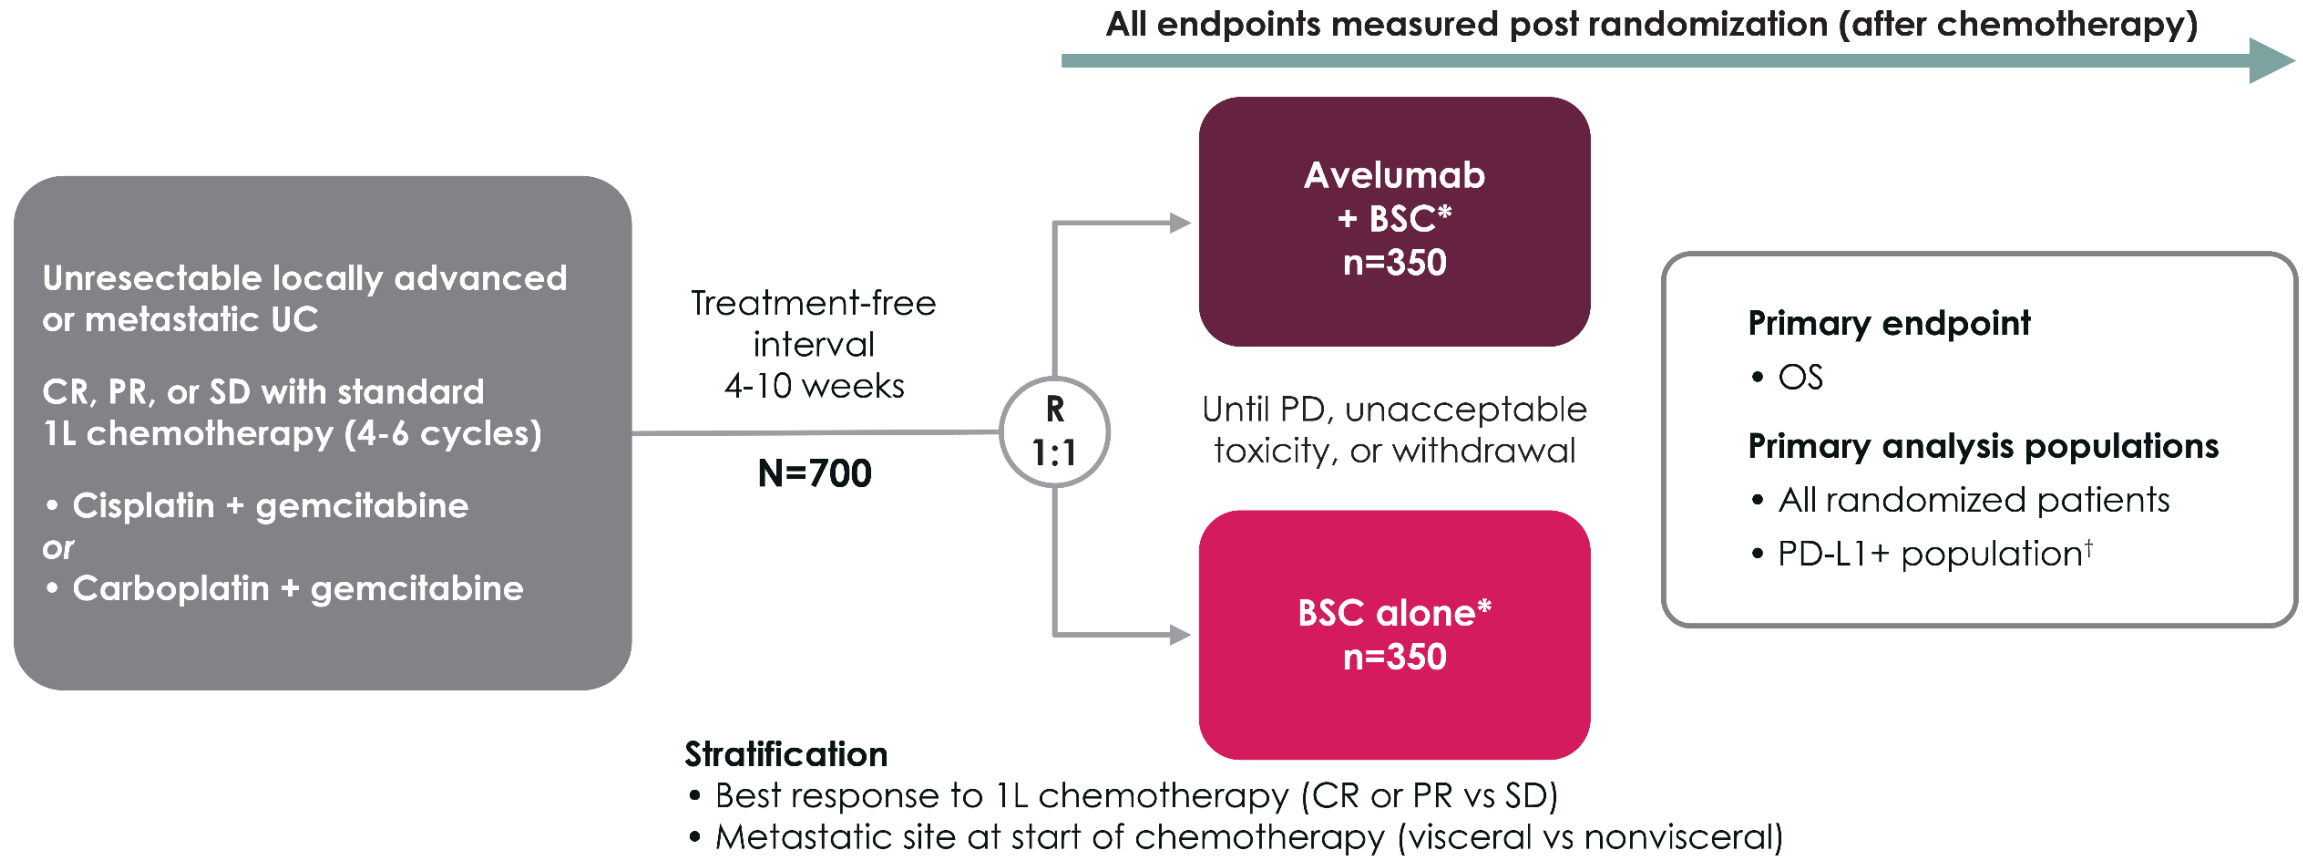 All endpoints measured post randomization (after chemotherapy)
Unresectable locally advanced
or metastatic UC
CR, PR, or SD with standard
1L chemotherapy (4-6 cycles)
• Cisplatin + gemcitabine
or
• Carboplatin + gemcitabine
Treatment-free
interval
4-10 weeks
N=700
R
1:1
Avelumab
+ BSC*
n=350
Until PD, unacceptable
toxicity, or withdrawal
BSC alone*
n=350
Primary endpoint
• OS
Primary analysis populations
• All randomized patients
• PD-L1+ population†
Stratification
• Best response to 1L chemotherapy (CR or PR vs SD)
• Metastatic site at start of chemotherapy (visceral vs nonvisceral)